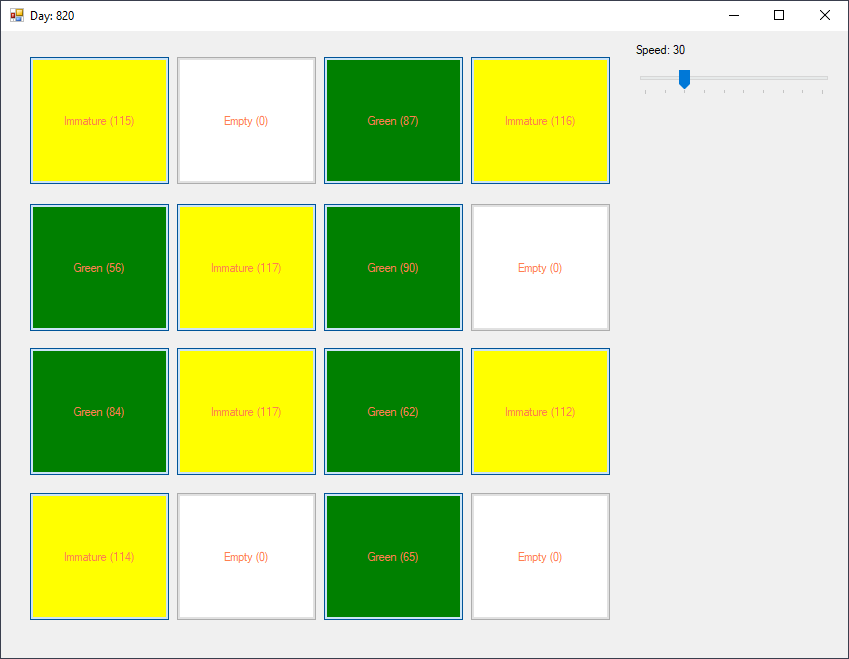 Day: 820
Speed: 30
Immature (115)
Empty (0)
Green (87)
Immature (116)
Green (56)
Immature (117)
Green (90)
Empty (0)
Green (84)
Immature (117)
Green (62)
Immature (112)
Immature (114)
Empty (0)
Green (65)
Empty (0)